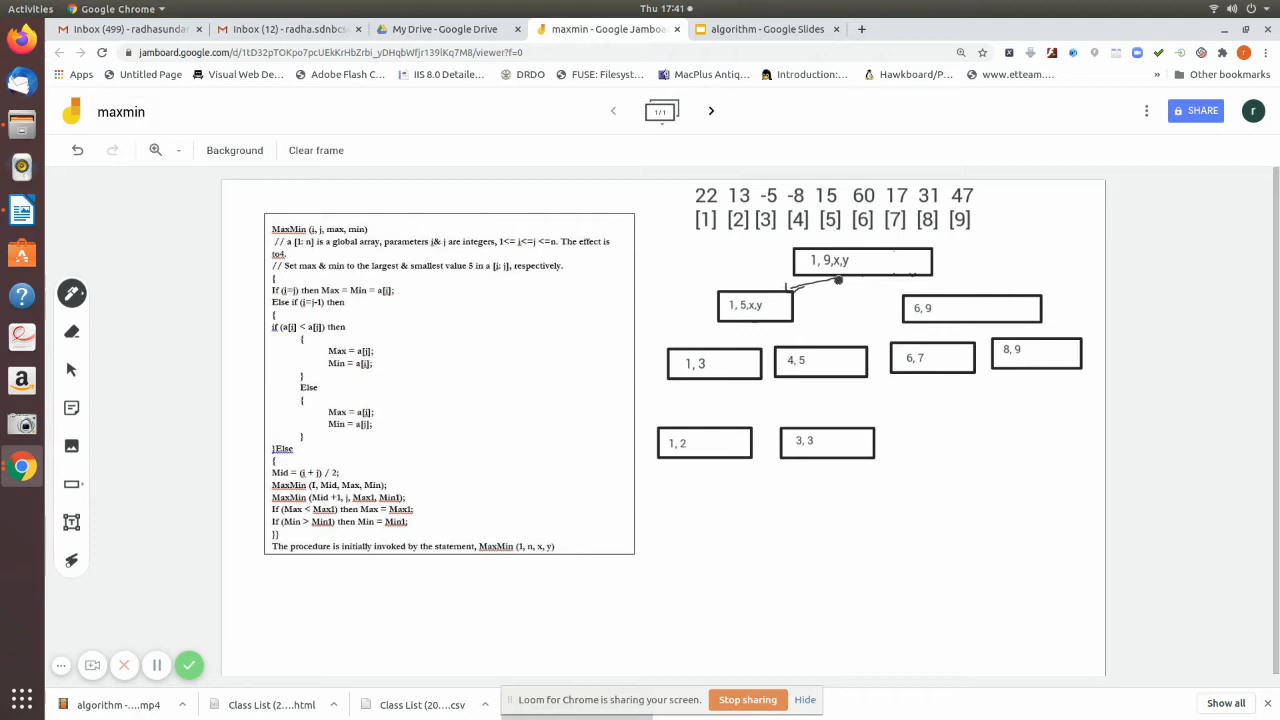 Activities
Google Chrome
Thu 17:41
Inbox (499) - radhasundar
Inbox (12) - radha.sdnbcs
My Drive - Google Drive
maxmin - Google Jamboard
algorithm - Google Slides
jamboard.google.com/d/1tD32pTOKpo7pcUEkKrHbZrbi_yDHqbWfjr139lKq7M8/viewer?f=0
Apps
Untitled Page
Visual Web De...
Adobe Flash C...
IIS 8.0 Detaile...
DRDO
FUSE: Filesyst...
MacPlus Antiq...
Introduction:...
Hawkboard/P...
www.etteam....
»
Other bookmarks
maxmin
1/1
SHARE
r
Background
Clear frame
MaxMin (i, j, max, min)
// a [1: n] is a global array, parameters i& j are integers, 1<= i<=j <=n. The effect is
to4.
// Set max & min to the largest & smallest value 5 in a [i: j], respectively.
{
If (i=j) then Max = Min = a[i];
Else if (i=j-1) then
{
if (a[i] < a[j]) then
{
Max = a[j];
Min = a[i];
}
Else
{
Max = a[i];
Min = a[j];
}
}Else
{
Mid = (i + j) / 2;
MaxMin (I, Mid, Max, Min);
MaxMin (Mid +1, j, Max1, Min1);
If (Max < Max1) then Max = Max1;
If (Min > Min1) then Min = Min1;
}}
The procedure is initially invoked by the statement, MaxMin (1, n, x, y)
22 13 -5 -8 15 60 17 31 47
[1] [2] [3] [4] [5] [6] [7] [8] [9]
1, 9,x,y
1, 5,x,y
6, 9
1, 3
4, 5
6, 7
8, 9
1, 2
3, 3
algorithm -....mp4
Class List (2....html
Class List (20....csv
Loom for Chrome is sharing your screen.
Stop sharing
Hide
Show all